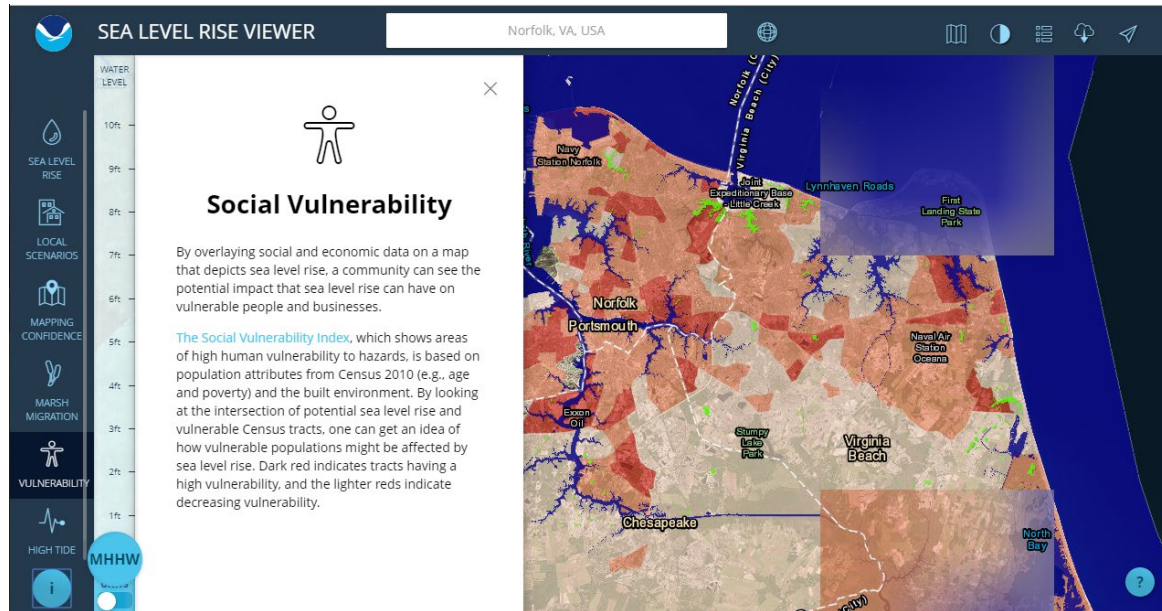 SEA LEVEL RISE VIEWER
Norfolk, VA, USA
WATER
LEVEL
10ft
9ft
8ft
7ft
6ft
5ft
4ft
3ft
2ft
1ft
MHHW
SEA LEVEL
RISE
LOCAL
SCENARIOS
MAPPING
CONFIDENCE
MARSH
MIGRATION
VULNERABILITY
HIGH TIDE
i
Social Vulnerability
By overlaying social and economic data on a map
that depicts sea level rise, a community can see the
potential impact that sea level rise can have on
vulnerable people and businesses.
The Social Vulnerability Index, which shows areas
of high human vulnerability to hazards, is based on
population attributes from Census 2010 (e.g., age
and poverty) and the built environment. By looking
at the intersection of potential sea level rise and
vulnerable Census tracts, one can get an idea of
how vulnerable populations might be affected by
sea level rise. Dark red indicates tracts having a
high vulnerability, and the lighter reds indicate
decreasing vulnerability.
Norfolk (C
Virginia Beach (City)
Navy
Station Norfolk
Joint
Expeditionary Base
Little Creek
Lynnhaven Roads
First
Landing State
Park
Norfolk
Portsmouth
Naval Air
Station
Oceana
Exxon
Oil
Stumpy
Lake
Park
Virginia
Beach
Chesapeake
North
Bay
(City)
?